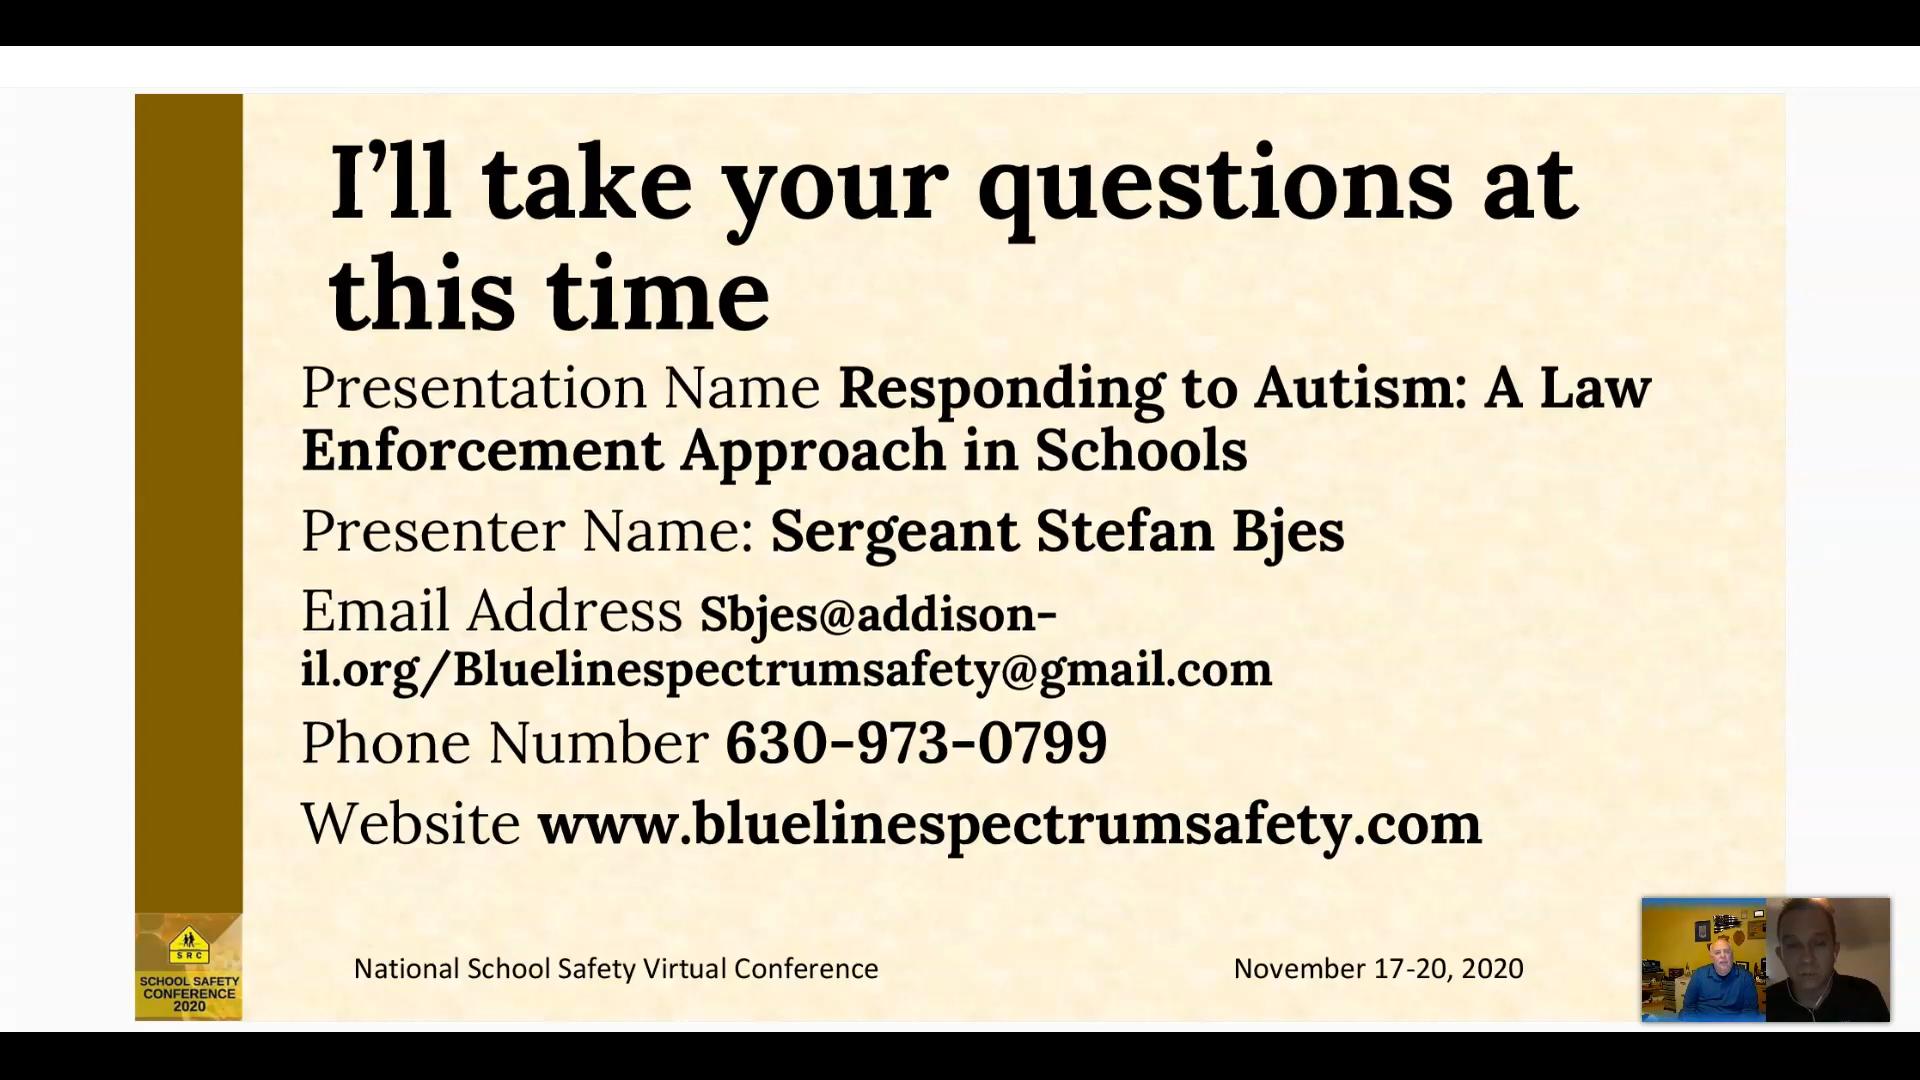 I’ll take your questions at
this time
Presentation Name Responding to Autism: A Law
Enforcement Approach in Schools
Presenter Name: Sergeant Stefan Bjes
Email Address Sbjes@addison-
il.org/Bluelinespectrumsafety@gmail.com
Phone Number 630-973-0799
Website www.bluelinespectrumsafety.com
SRC
SCHOOL SAFETY
CONFERENCE
2020
National School Safety Virtual Conference
November 17-20, 2020